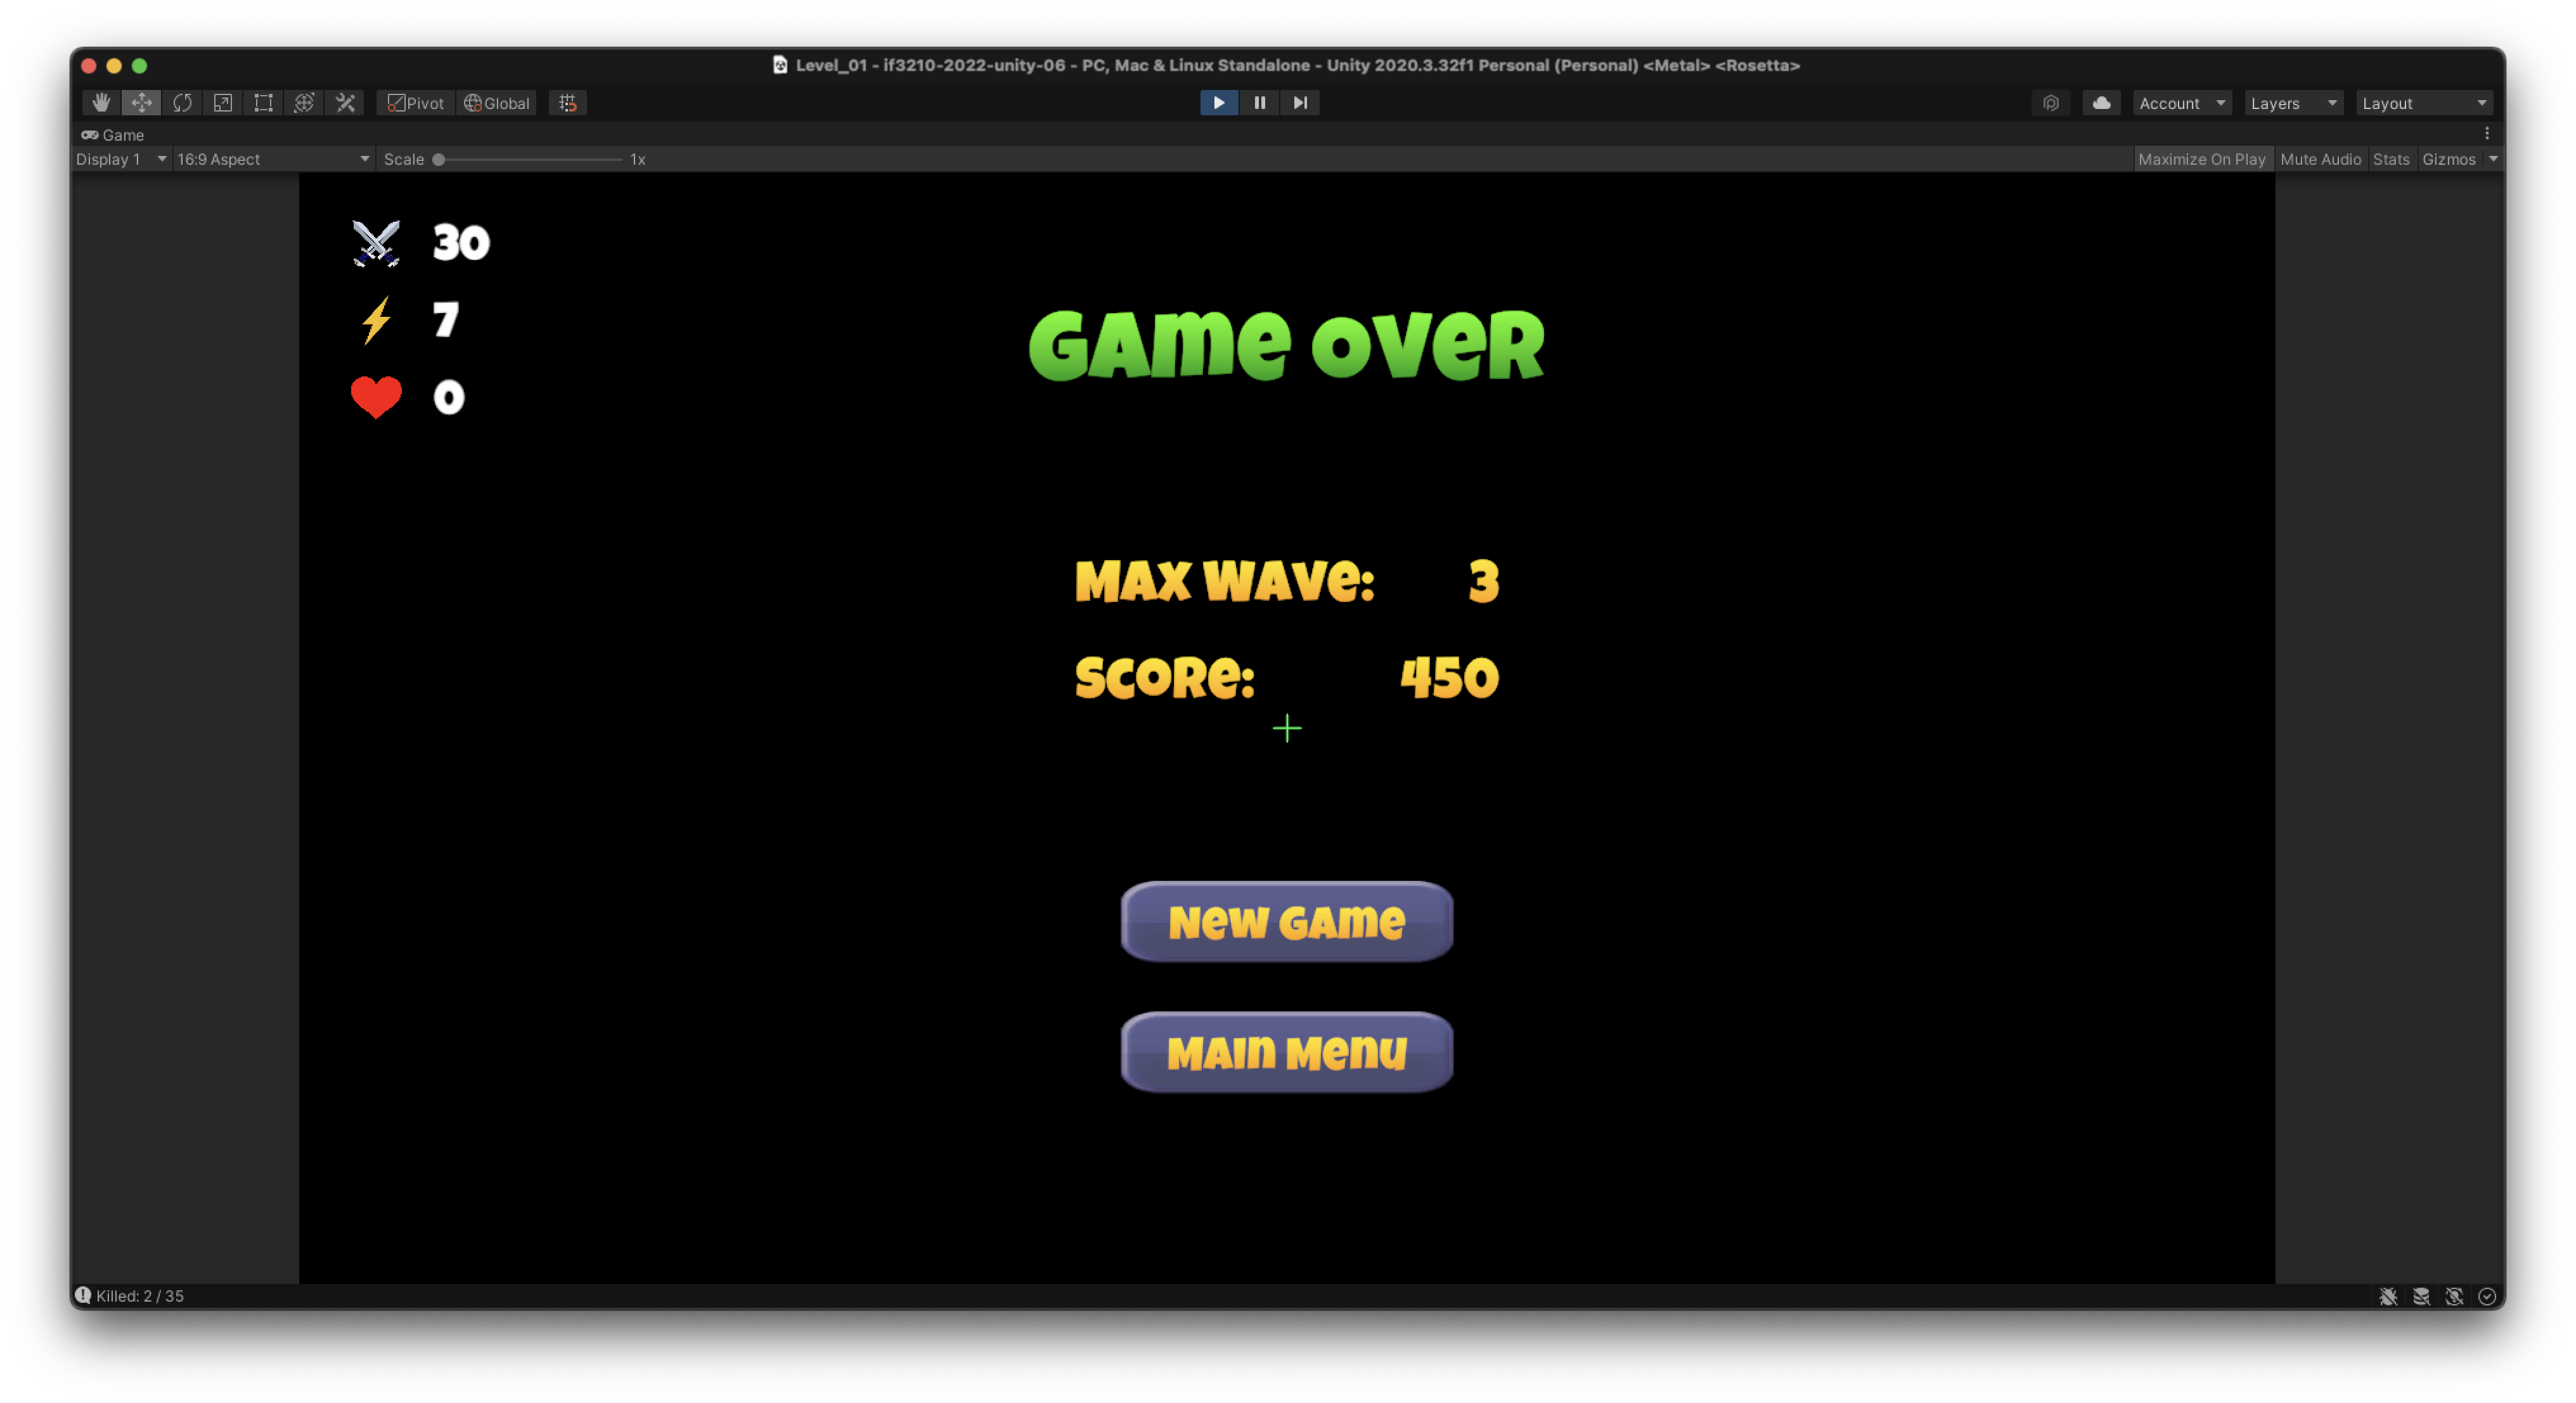 Level_01 - if3210-2022-unity-06 - PC, Mac & Linux Standalone - Unity 2020.3.32f1 Personal (Personal) <Metal> <Rosetta>
Pivot Global Account Layers Layout
Game
Display 1 16:9 Aspect Scale 1x Maximize On Play Mute Audio Stats Gizmos
30
7
0
GAme OVeR
MAX WAVe: 3
SCORe: 450
New GAme
MAIn Menu
Killed: 2 / 35